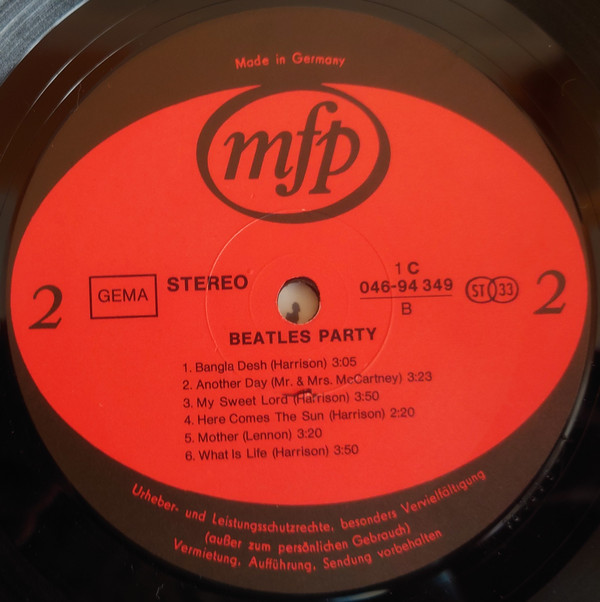 Made in Germany
mfp
2
GEMA
STEREO
1 C
046-94 349
B
ST 33
2
BEATLES PARTY
1. Bangla Desh (Harrison) 3:05
2. Another Day (Mr. & Mrs. McCartney) 3:23
3. My Sweet Lord (Harrison) 3:50
4. Here Comes The Sun (Harrison) 2:20
5. Mother (Lennon) 3:20
6. What Is Life (Harrison) 3:50
Urheber- und Leistungsschutzrechte, besonders Vervielfältigung
(außer zum persönlichen Gebrauch)
Vermietung, Aufführung, Sendung vorbehalten